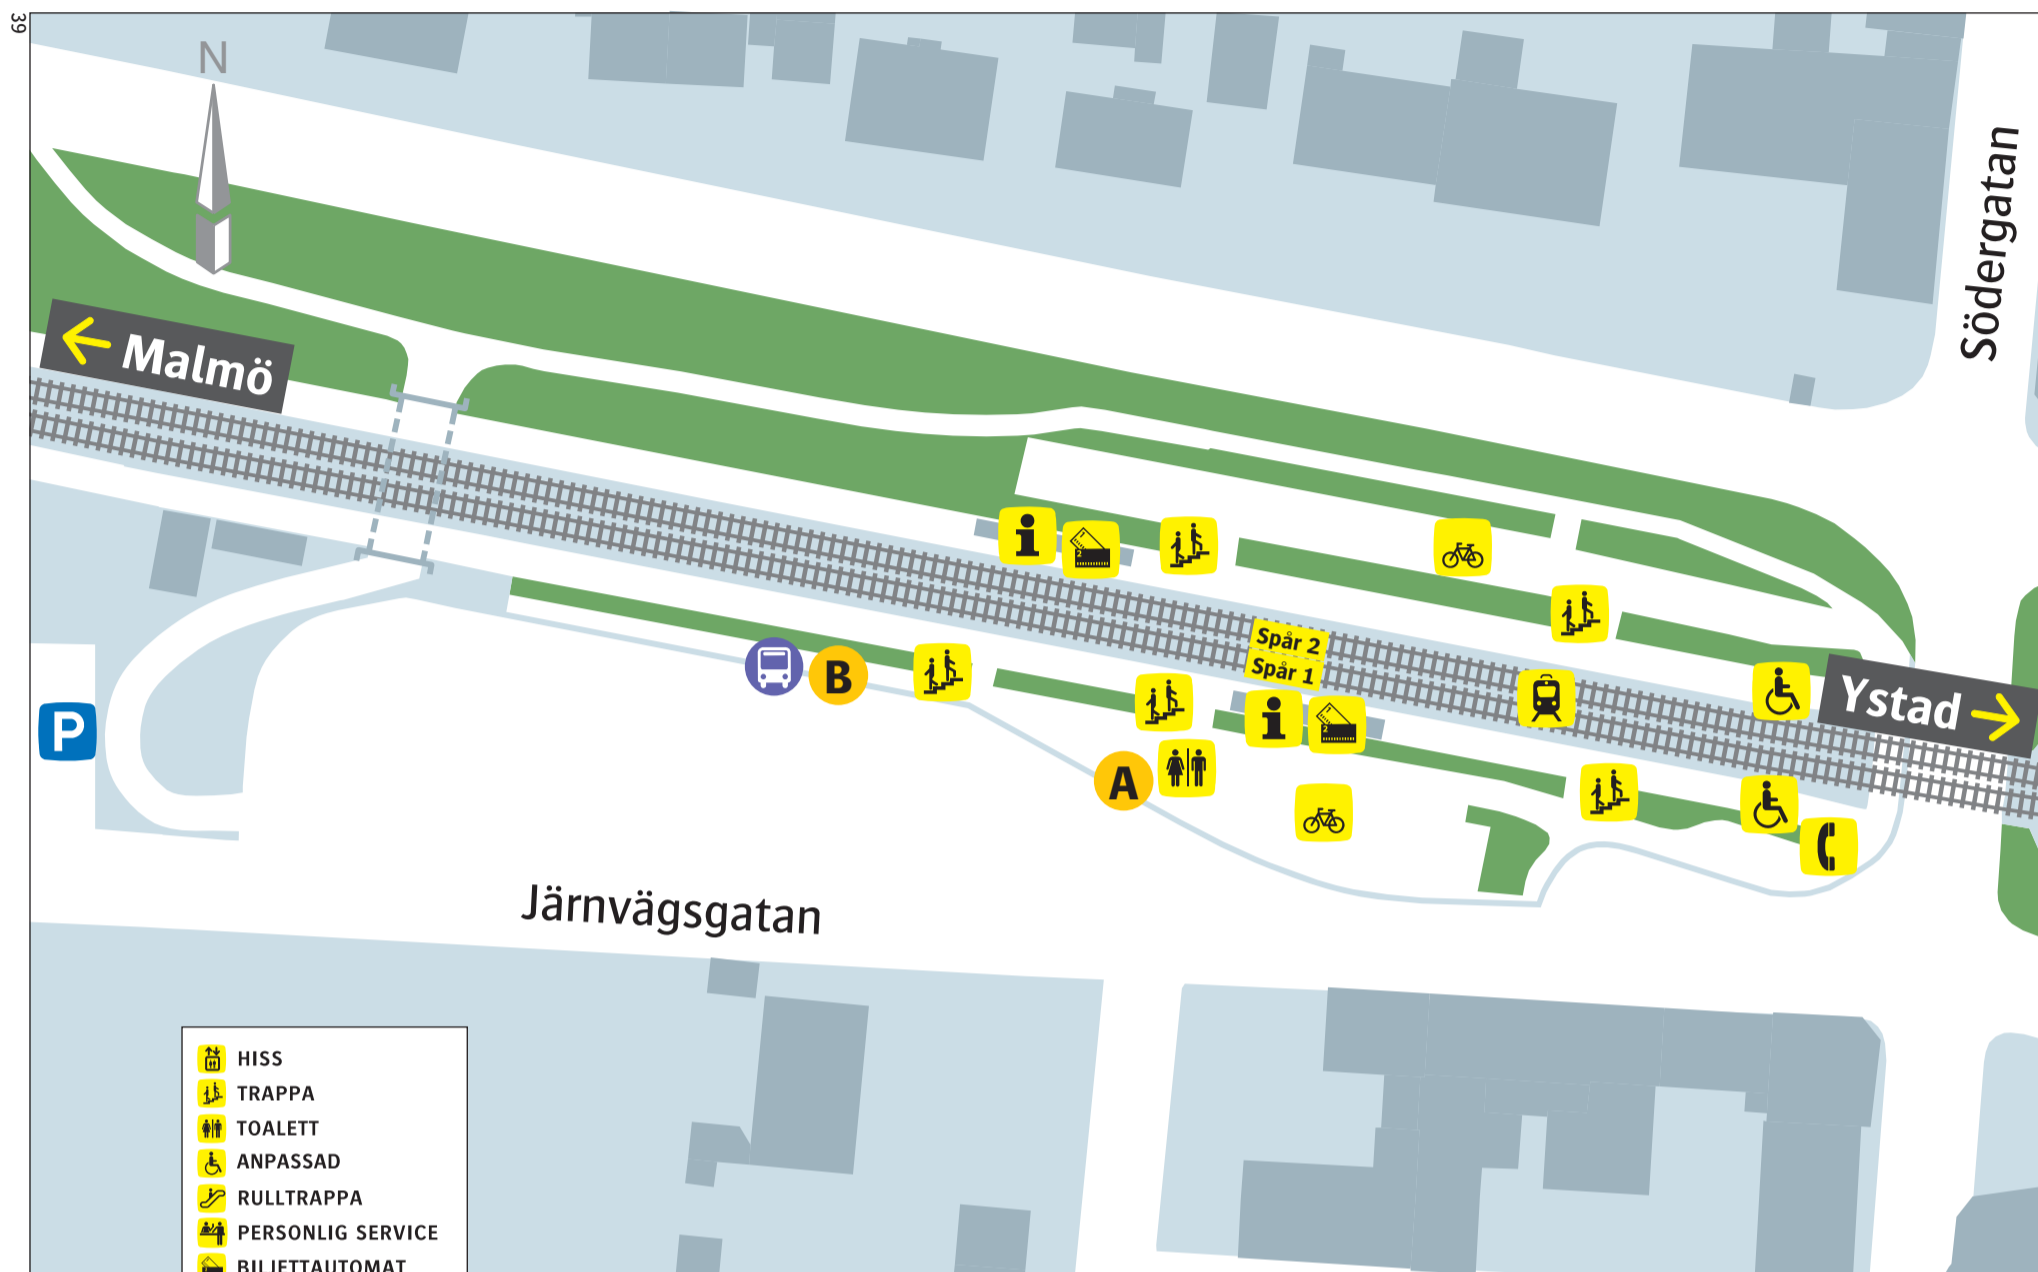 39
N
Södergatan
Malmö
Spår 2
Spår 1
Ystad
B
A
P
Järnvägsgatan
HISS
TRAPPA
TOALETT
ANPASSAD
RULLTRAPPA
PERSONLIG SERVICE
BILJETTAUTOMAT